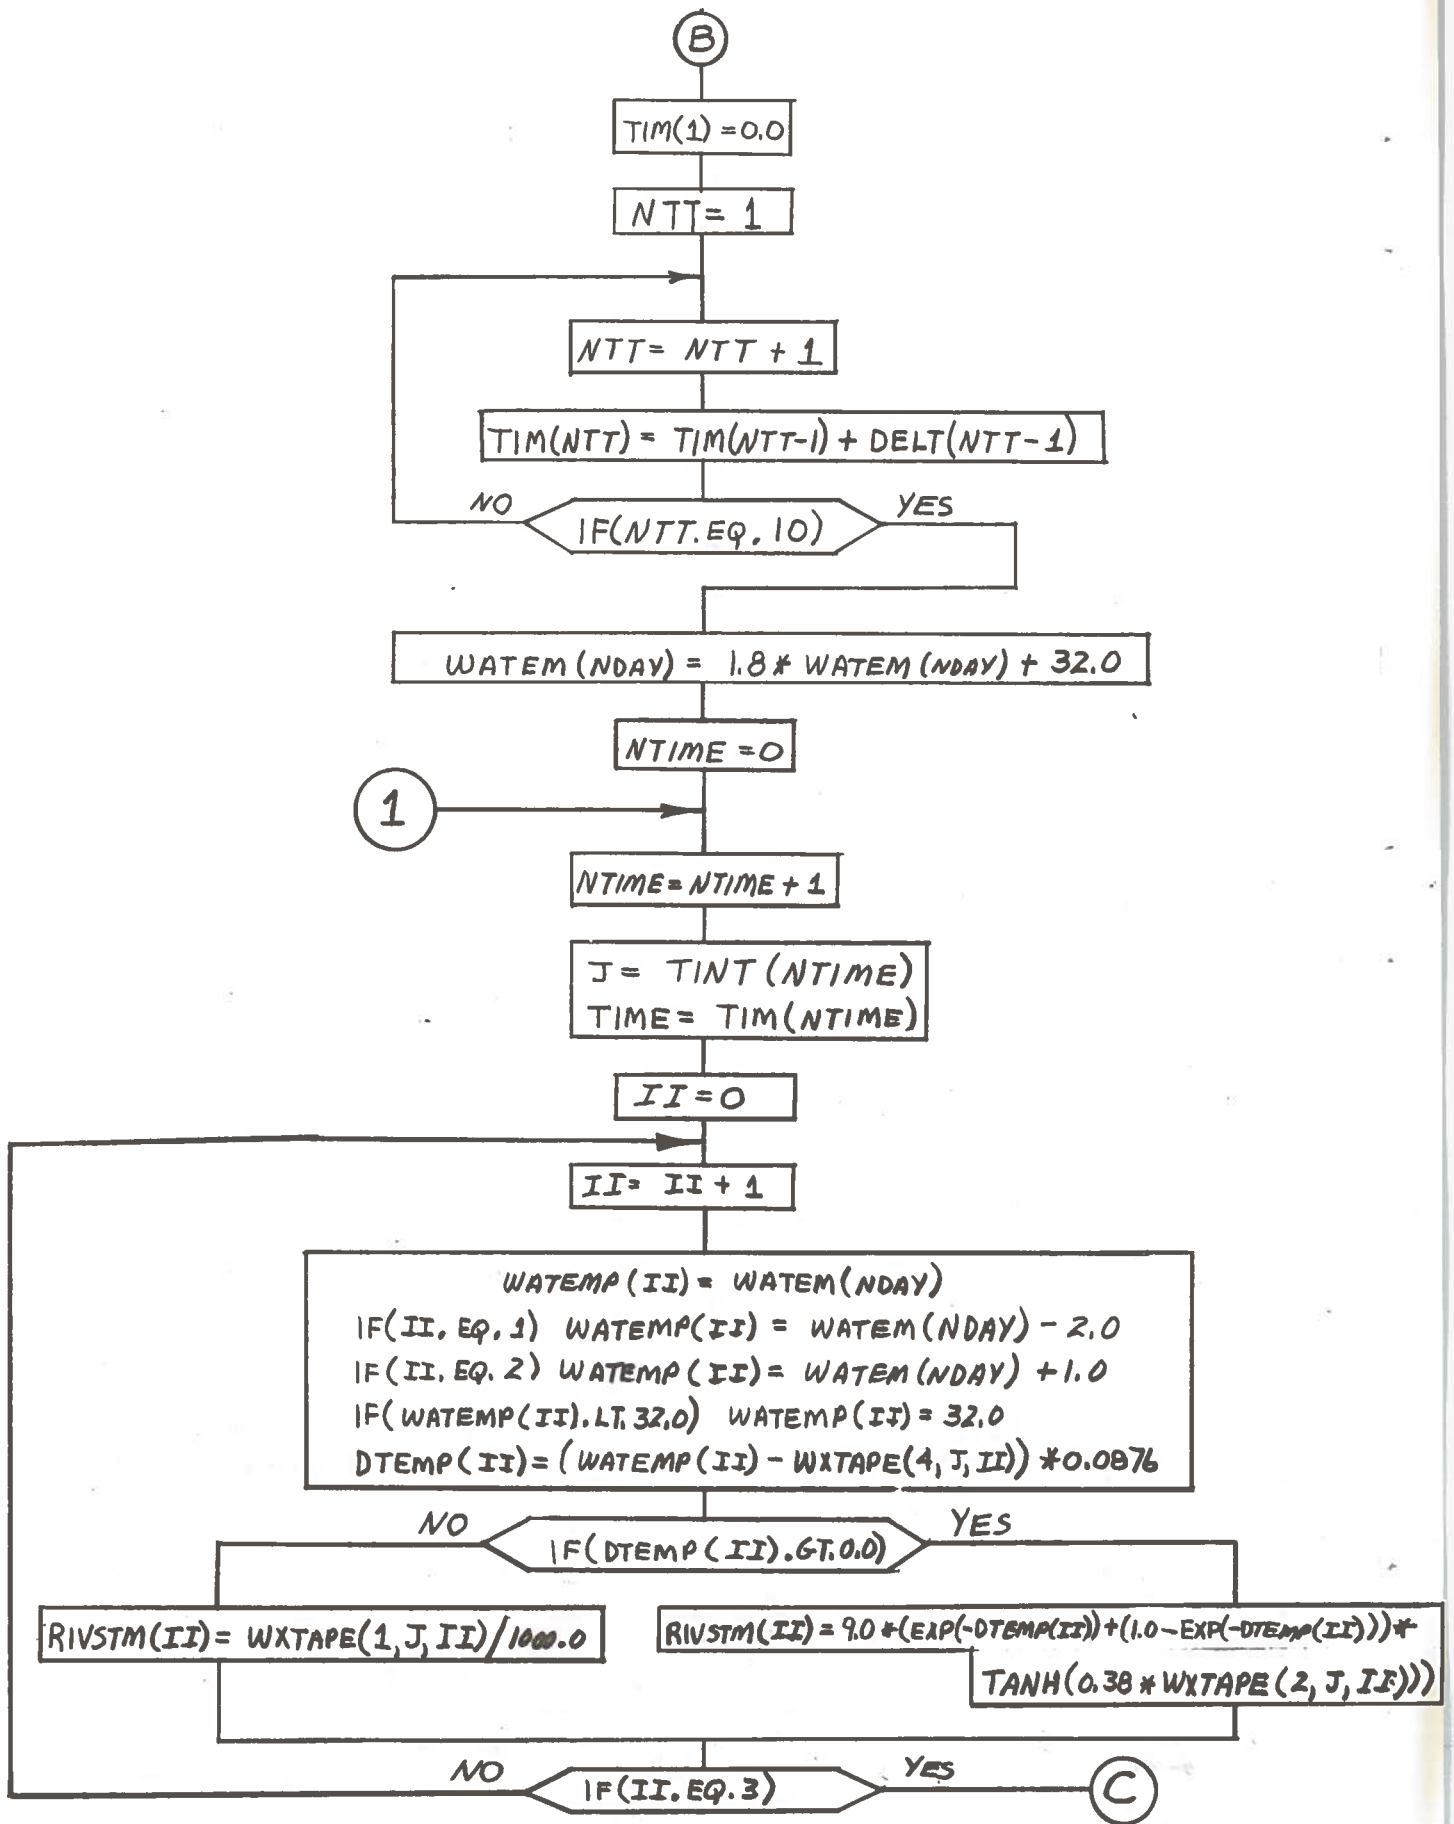 B
TIM(1) = 0.0
NTT = 1
NTT = NTT + 1
TIM(NTT) = TIM(NTT-1) + DELT(NTT-1)
NO
YES
IF(NTT.EQ.10)
WATEM(NDAY) = 1.8 * WATEM(NDAY) + 32.0
NTIME = 0
1
NTIME = NTIME + 1
J = TINT(NTIME)
TIME = TIM(NTIME)
II = 0
II = II + 1
WATEMP(II) = WATEM(NDAY)
IF(II.EQ.1) WATEMP(II) = WATEM(NDAY) - 2.0
IF(II.EQ.2) WATEMP(II) = WATEM(NDAY) + 1.0
IF(WATEMP(II).LT.32.0) WATEMP(II) = 32.0
DTEMP(II) = (WATEMP(II) - WXTAPE(4, J, II)) * 0.0876
NO
YES
IF(DTEMP(II).GT.0.0)
RIVSTM(II) = WXTAPE(1, J, II)/1000.0
RIVSTM(II) = 9.0 * (EXP(-DTEMP(II)) + (1.0 - EXP(-DTEMP(II))) *
TANH(0.38 * WXTAPE(2, J, II)))
NO
YES
IF(II.EQ.3)
C